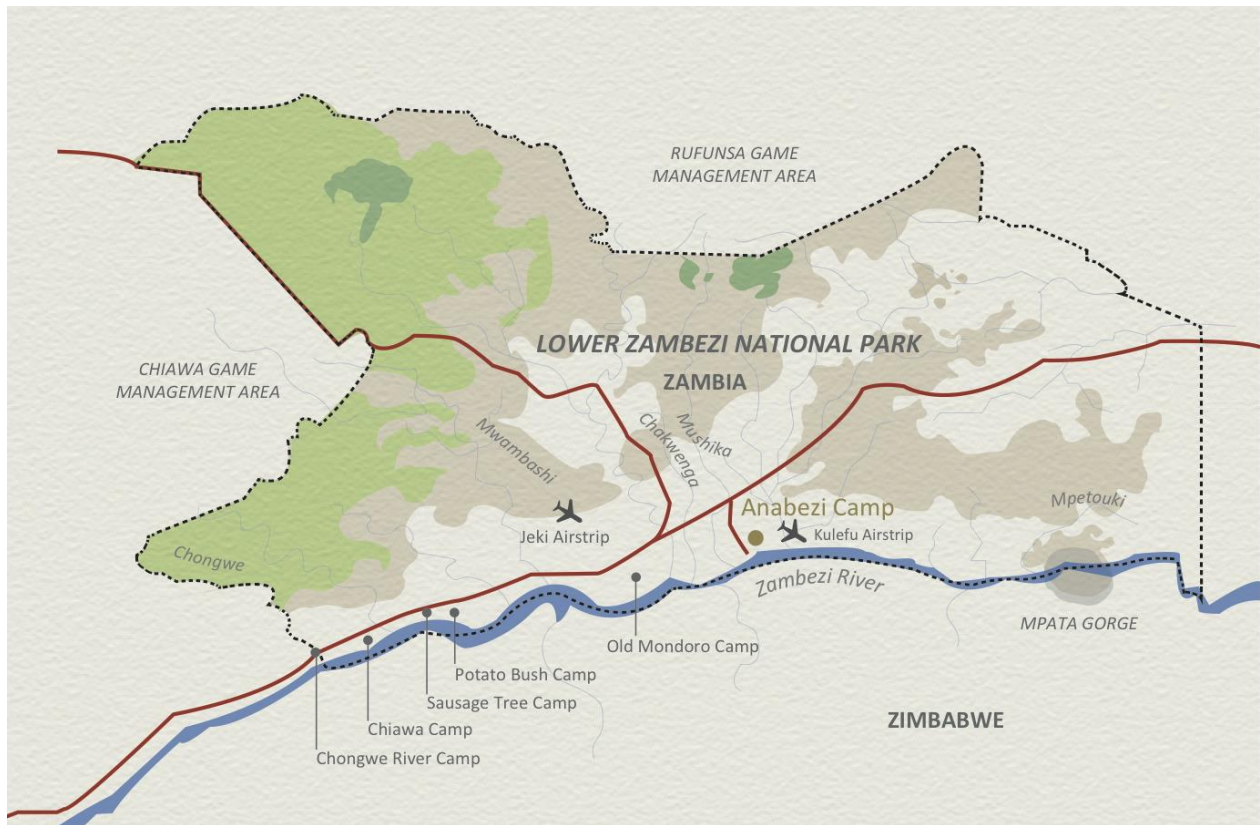 RUFUNSA GAME
MANAGEMENT AREA
LOWER ZAMBEZI NATIONAL PARK
ZAMBIA
CHIAWA GAME
MANAGEMENT AREA
Mwambashi
Chakwenga
Mushika
Anabezi Camp
Jeki Airstrip
Kulefu Airstrip
Mpetouki
Chongwe
Zambezi River
MPATA GORGE
Old Mondoro Camp
Potato Bush Camp
Sausage Tree Camp
Chiawa Camp
Chongwe River Camp
ZIMBABWE